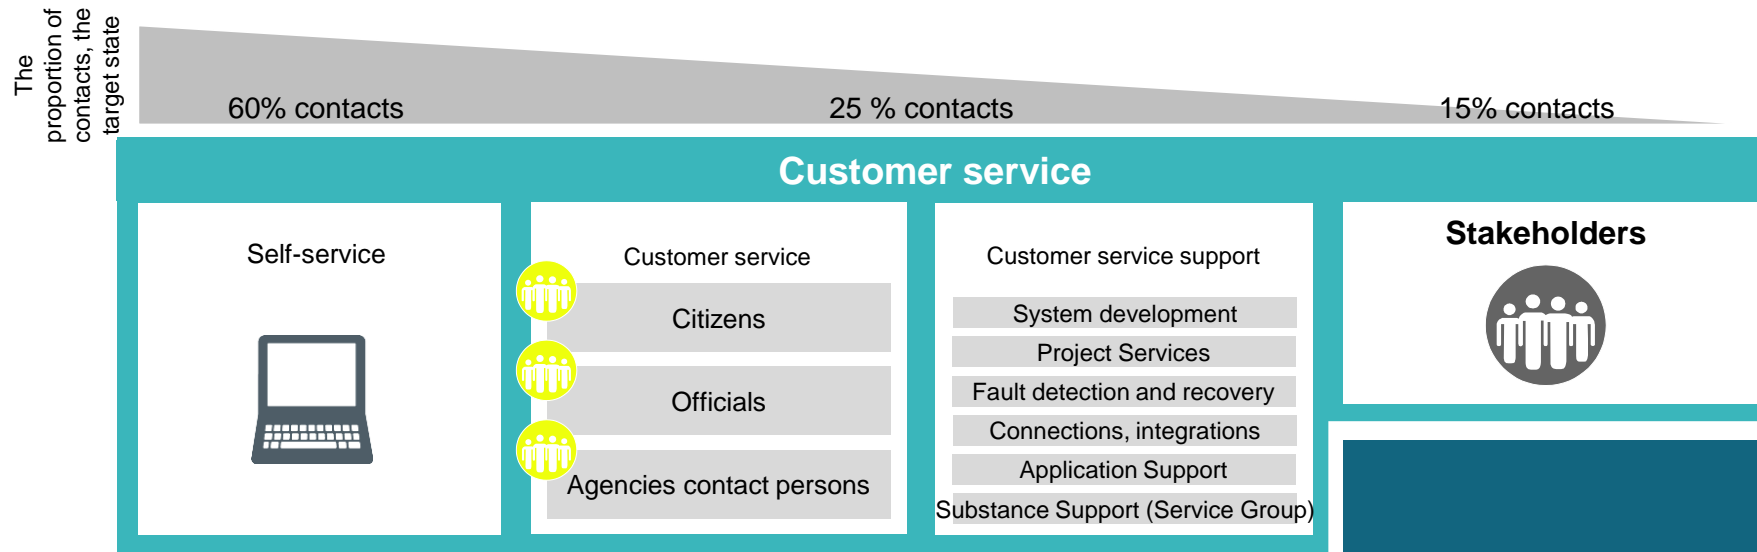 The
proportion of
contacts, the
target state
60% contacts
25 % contacts
15% contacts
Customer service
Self-service
Customer service
Citizens
Officials
Agencies contact persons
Customer service support
System development
Project Services
Fault detection and recovery
Connections, integrations
Application Support
Substance Support (Service Group)
Stakeholders